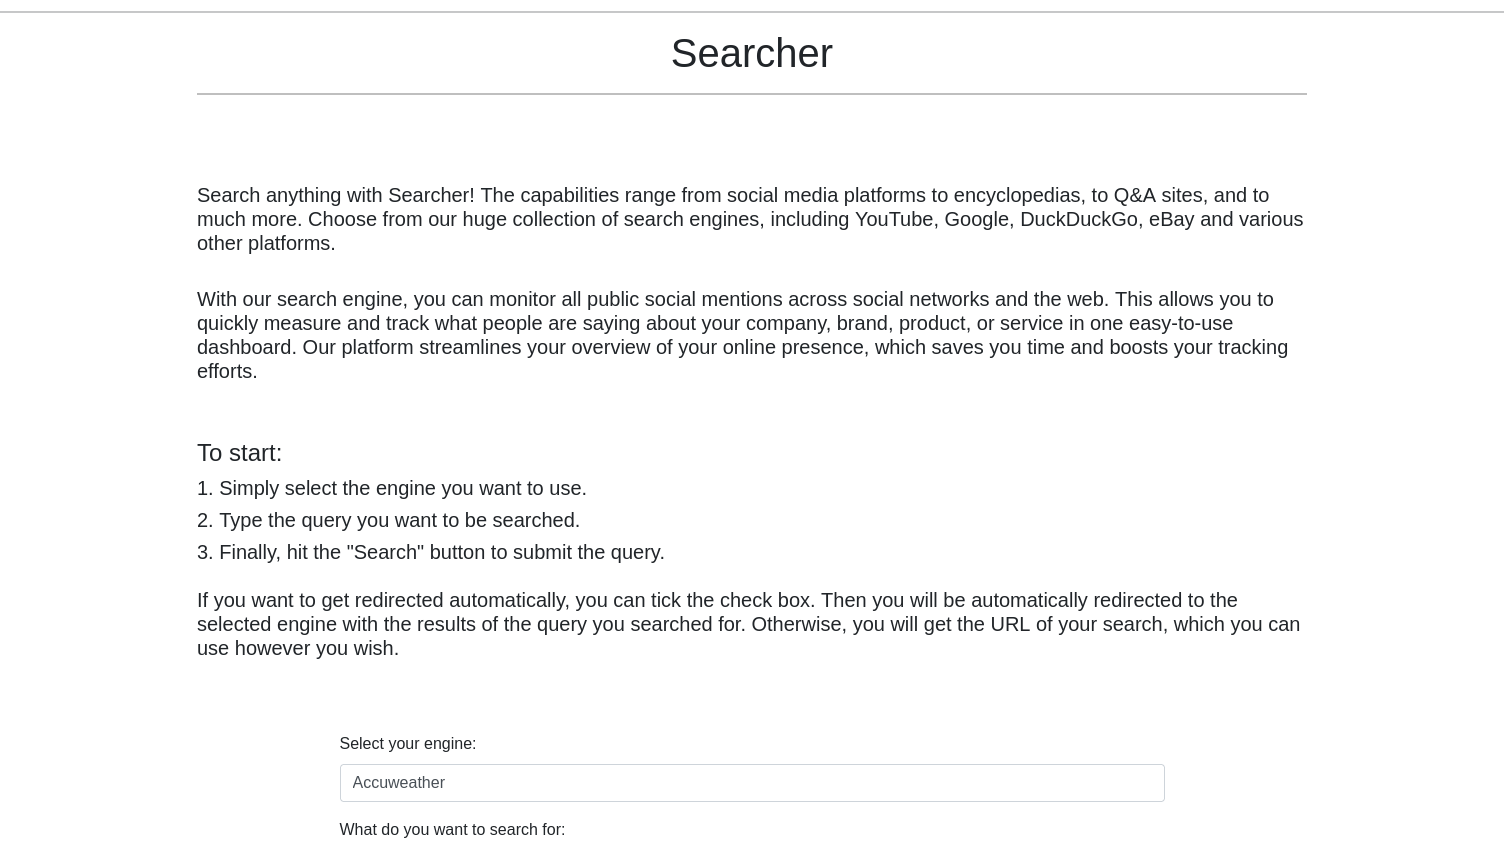 Searcher
Search anything with Searcher! The capabilities range from social media platforms to encyclopedias, to Q&A sites, and to
much more. Choose from our huge collection of search engines, including YouTube, Google, DuckDuckGo, eBay and various
other platforms.
With our search engine, you can monitor all public social mentions across social networks and the web. This allows you to
quickly measure and track what people are saying about your company, brand, product, or service in one easy-to-use
dashboard. Our platform streamlines your overview of your online presence, which saves you time and boosts your tracking
efforts.
To start:
1. Simply select the engine you want to use.
2. Type the query you want to be searched.
3. Finally, hit the "Search" button to submit the query.
If you want to get redirected automatically, you can tick the check box. Then you will be automatically redirected to the
selected engine with the results of the query you searched for. Otherwise, you will get the URL of your search, which you can
use however you wish.
Select your engine:
Accuweather
What do you want to search for: